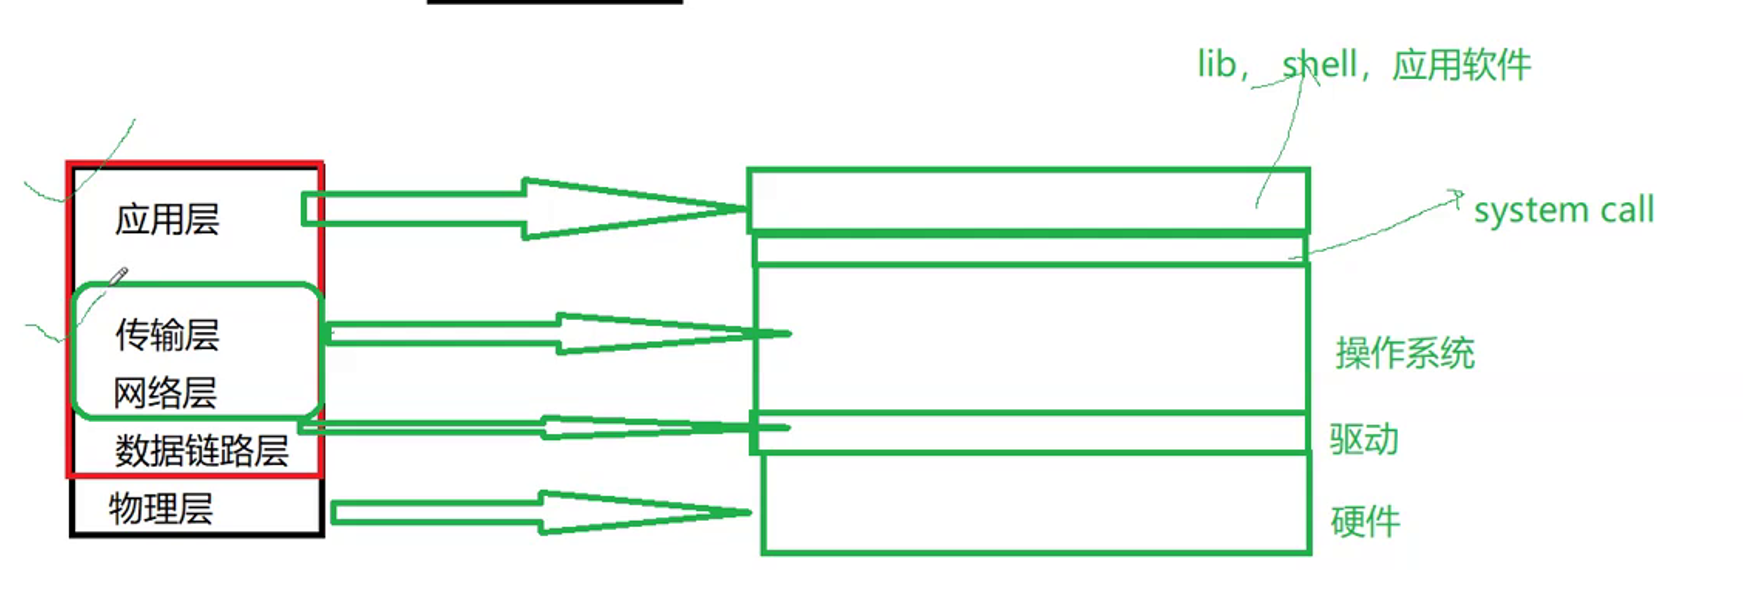 lib， shell，应用软件
应用层
system call
传输层
操作系统
网络层
数据链路层
驱动
物理层
硬件